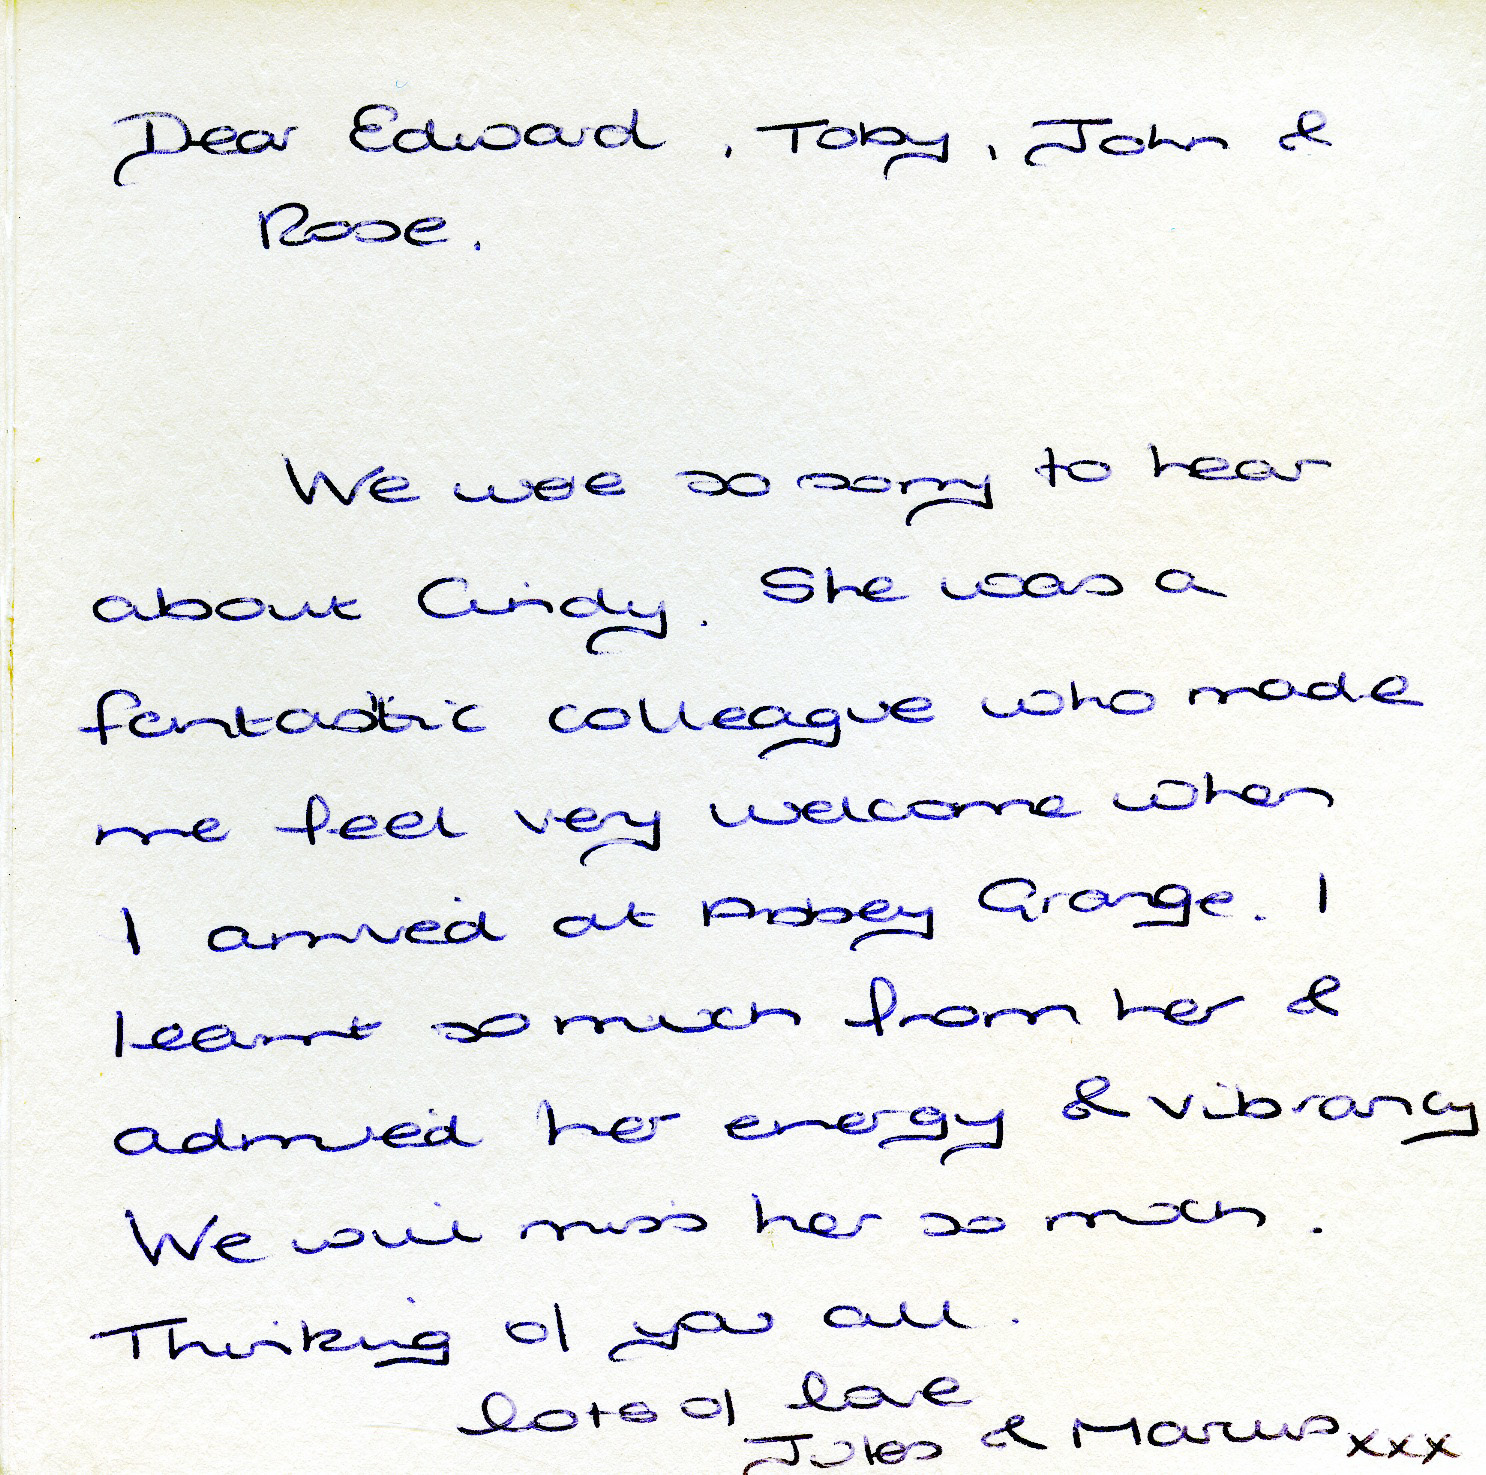 Dear Edward, Toby, John &
Rose.
We were so sorry to hear
about Cindy. She was a
fantastic colleague who made
me feel very welcome when
I arrived at Abbey Grange. I
learnt so much from her &
admired her energy & vibrancy
We will miss her so much.
Thinking of you all.
lots of love
Jules & Marcus xxx